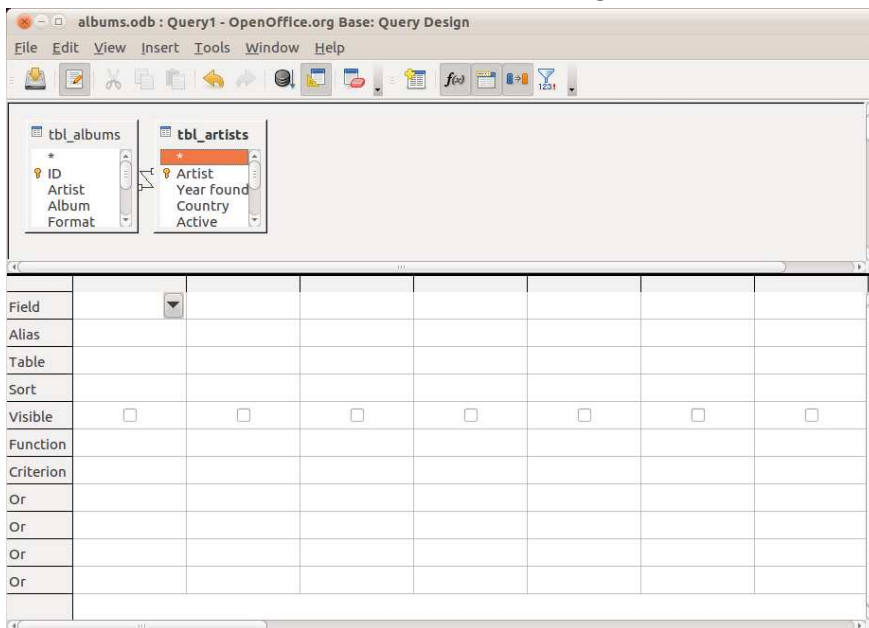 albums.odb : Query1 - OpenOffice.org Base: Query Design
File Edit View Insert Tools Window Help
f(x) 123!
tbl_albums
*
ID
Artist
Album
Format
tbl_artists
*
Artist
Year found
Country
Active
Field
Alias
Table
Sort
Visible
Function
Criterion
Or
Or
Or
Or